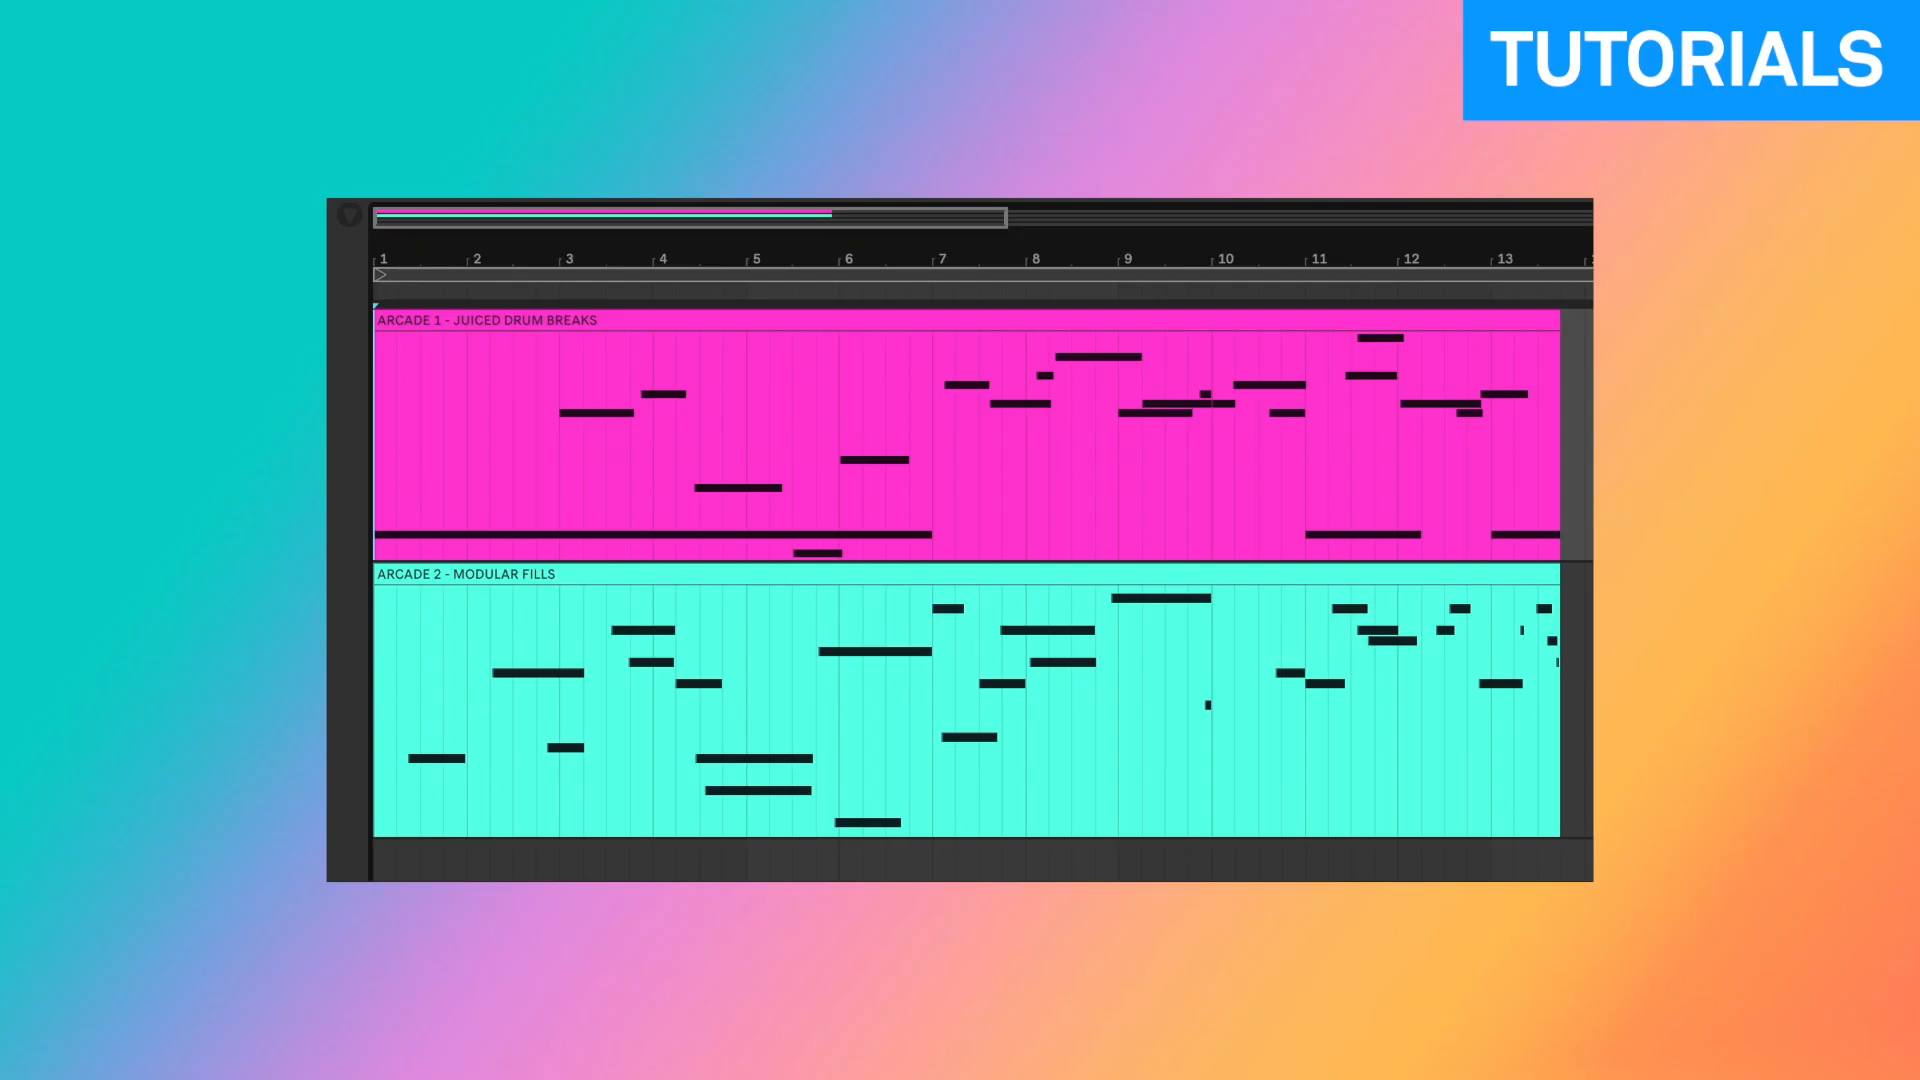 TUTORIALS
1 2 3 4 5 6 7 8 9 10 11 12 13
ARCADE 1 - JUICED DRUM BREAKS
ARCADE 2 - MODULAR FILLS